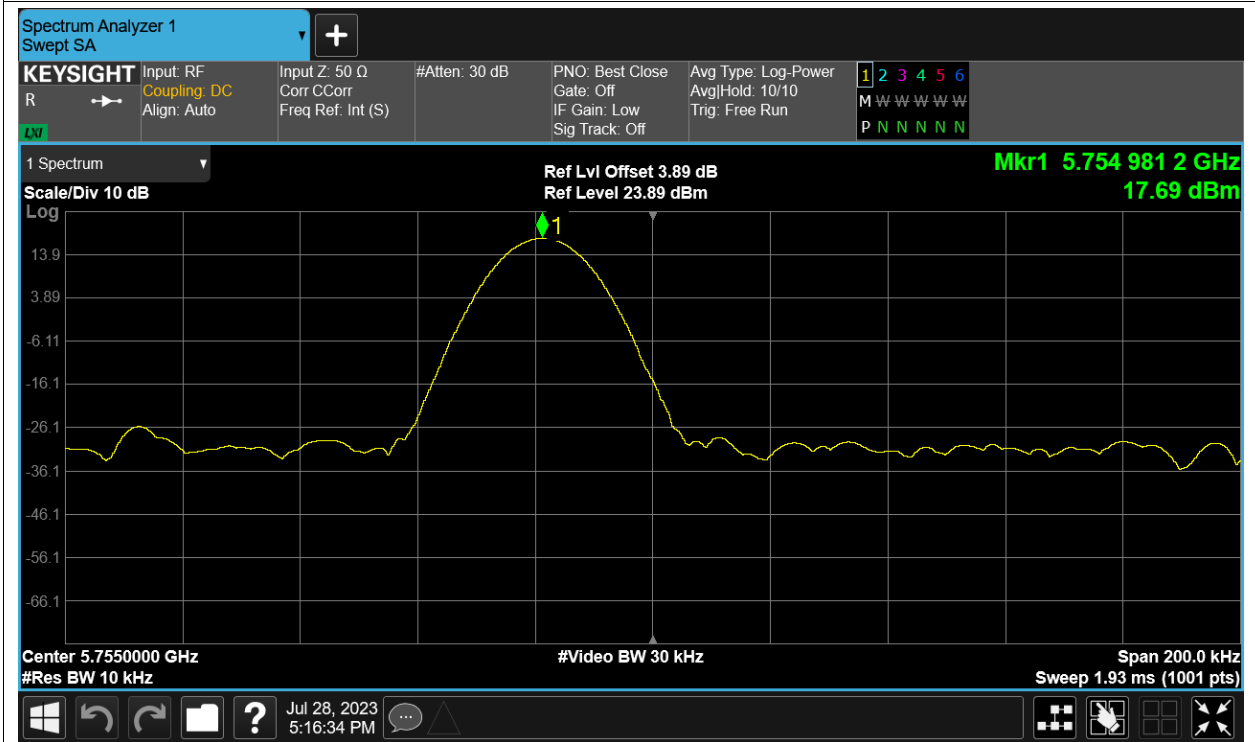 Spectrum Analyzer 1
Swept SA
KEYSIGHT
R
LXI
Input: RF
Coupling: DC
Align: Auto
Input Z: 50 Ω
Corr CCorr
Freq Ref: Int (S)
#Atten: 30 dB
PNO: Best Close
Gate: Off
IF Gain: Low
Sig Track: Off
Avg Type: Log-Power
Avg|Hold: 10/10
Trig: Free Run
1 2 3 4 5 6
M W W W W W
P N N N N N
1 Spectrum
Scale/Div 10 dB
Log
Ref Lvl Offset 3.89 dB
Ref Level 23.89 dBm
Mkr1 5.754 981 2 GHz
17.69 dBm
1
13.9
3.89
-6.11
-16.1
-26.1
-36.1
-46.1
-56.1
-66.1
Center 5.7550000 GHz
#Res BW 10 kHz
#Video BW 30 kHz
Span 200.0 kHz
Sweep 1.93 ms (1001 pts)
?
Jul 28, 2023
5:16:34 PM